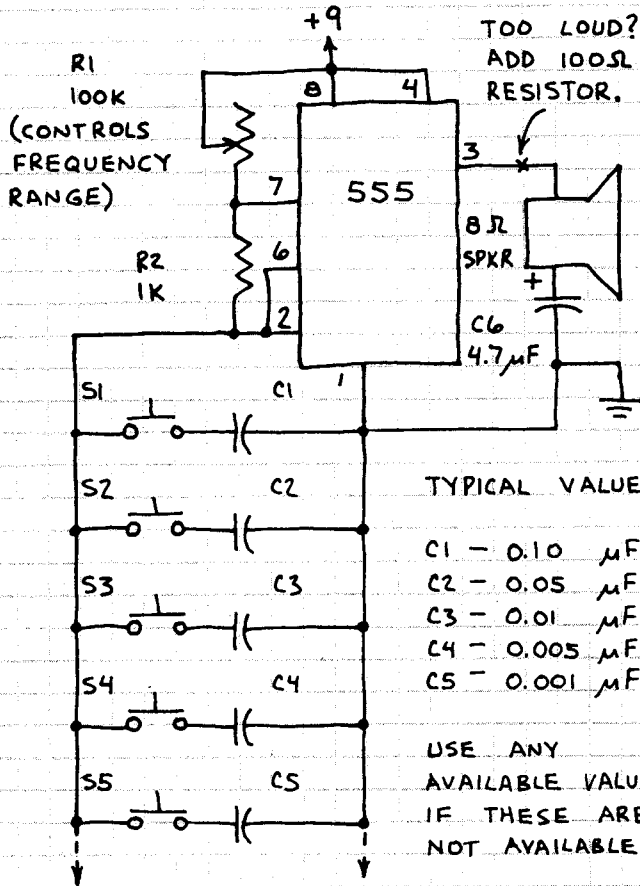 +9
TOO LOUD?
ADD 100Ω
RESISTOR.
R1
100K
(CONTROLS
FREQUENCY
RANGE)
8
4
3
7
555
8Ω
SPKR
+
6
R2
1K
2
C6
4.7μF
1
S1
C1
S2
C2
TYPICAL VALUE
C1 - 0.10 μF
C2 - 0.05 μF
S3
C3
C3 - 0.01 μF
C4 - 0.005 μF
S4
C4
C5 - 0.001 μF
USE ANY
S5
C5
AVAILABLE VALU
IF THESE ARE
NOT AVAILABLE